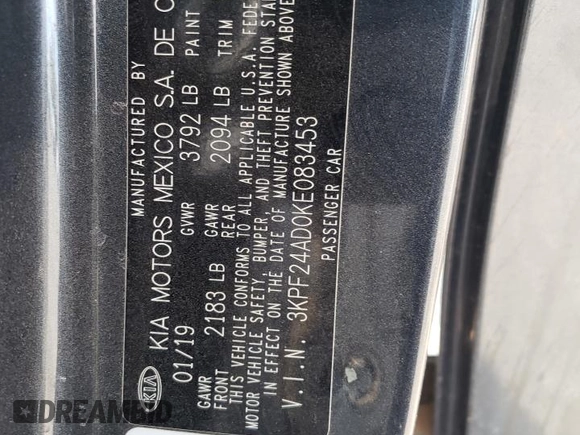 MANUFACTURED BY
KIA KIA MOTORS MEXICO S.A. DE C
01/19 GVWR 3792 LB PAINT
GAWR FRONT 2183 LB GAWR REAR 2094 LB TRIM
THIS VEHICLE CONFORMS TO ALL APPLICABLE U.S.A. FEDE
MOTOR VEHICLE SAFETY, BUMPER, AND THEFT PREVENTION STAN
IN EFFECT ON THE DATE OF MANUFACTURE SHOWN ABOVE
V.I.N. 3KPF24AD0KE083453
PASSENGER CAR
DREAMBID